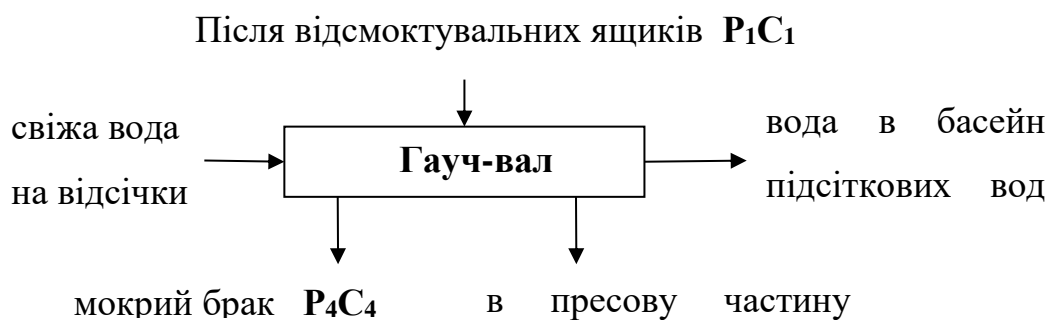 Після відсмоктувальних ящиків P₁C₁
свіжа вода
на відсічки
Гауч-вал
вода в басейн
підсіткових вод
мокрий брак P₄C₄
в пресову частину